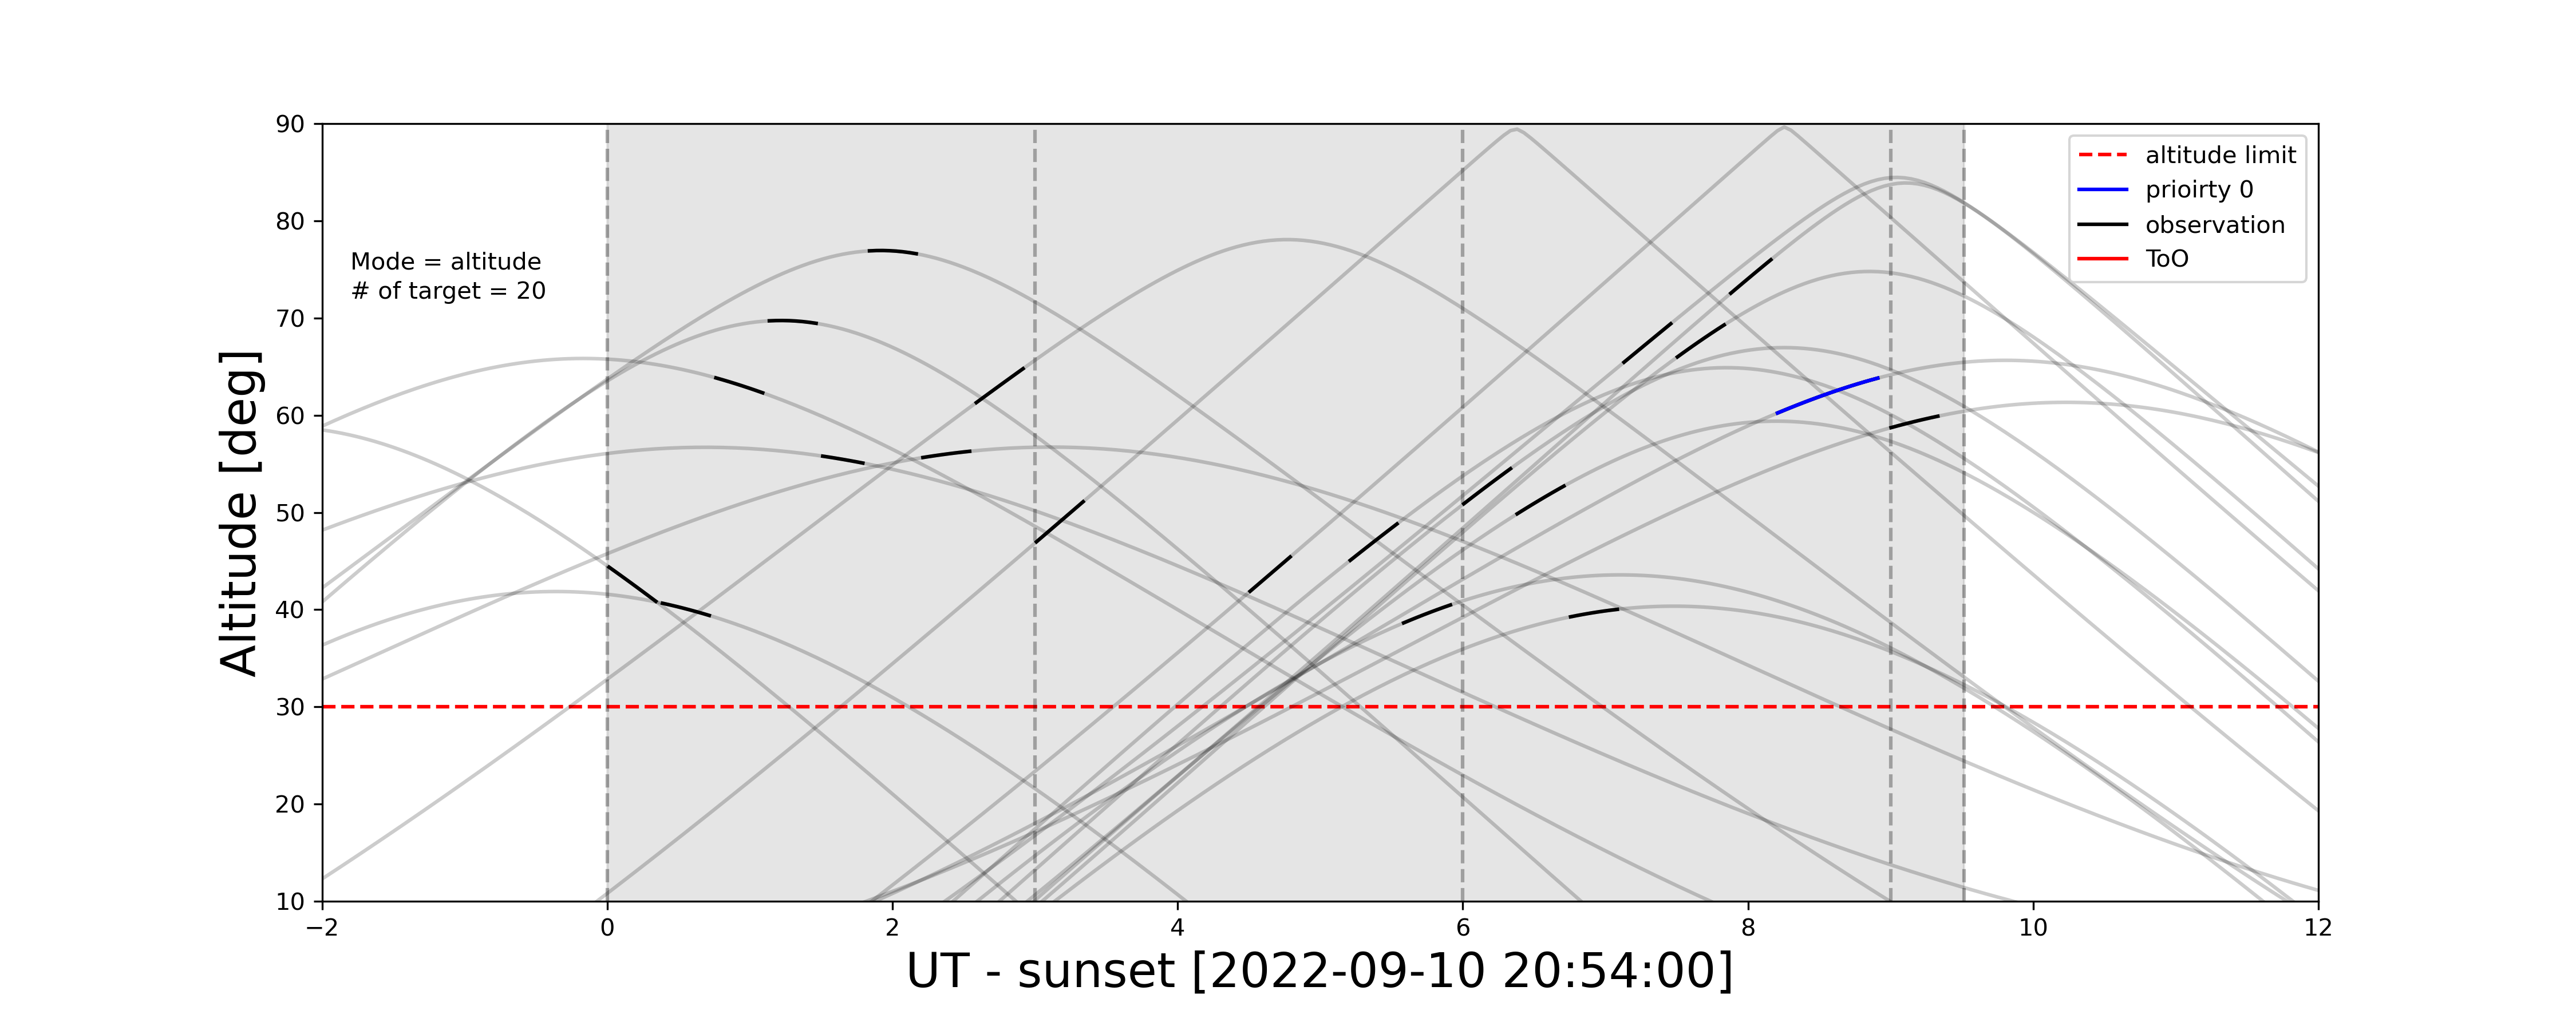 90
80
70
60
50
40
30
20
10
Altitude [deg]
Mode = altitude
# of target = 20
altitude limit
prioirty 0
observation
ToO
−2 0 2 4 6 8 10 12
UT - sunset [2022-09-10 20:54:00]